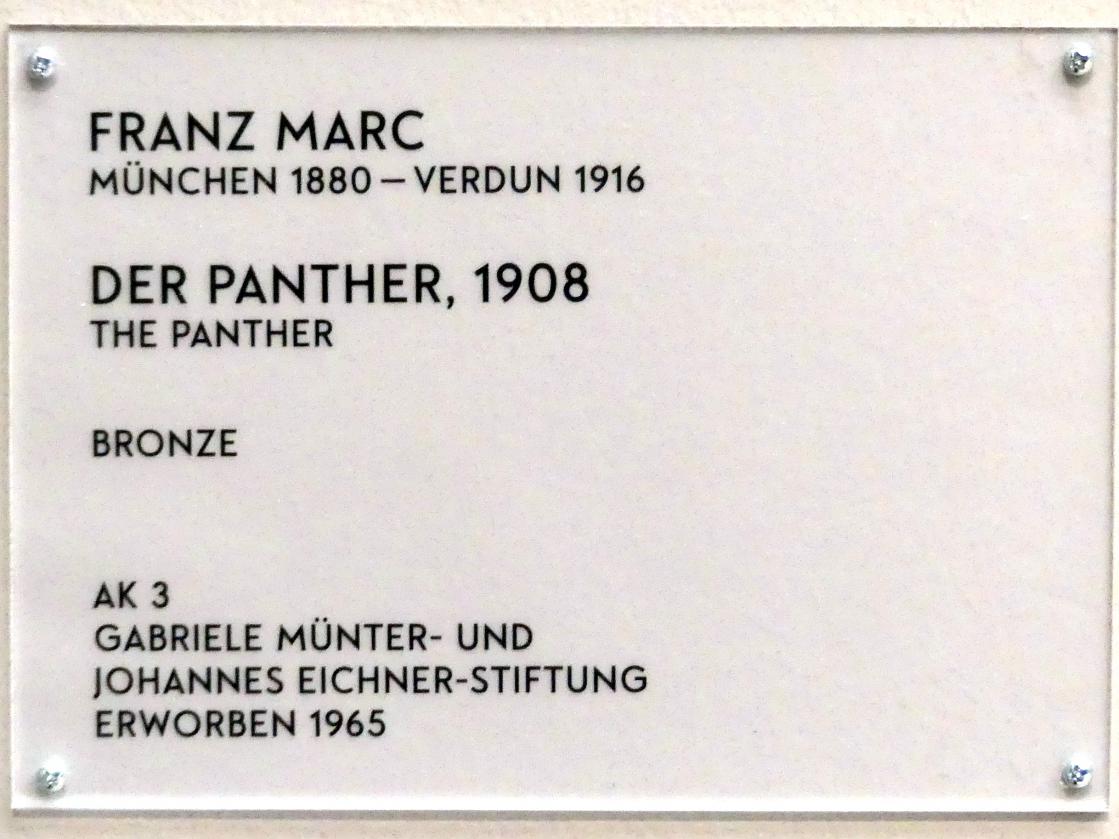 FRANZ MARC
MÜNCHEN 1880 – VERDUN 1916
DER PANTHER, 1908
THE PANTHER
BRONZE
AK 3
GABRIELE MÜNTER- UND
JOHANNES EICHNER-STIFTUNG
ERWORBEN 1965